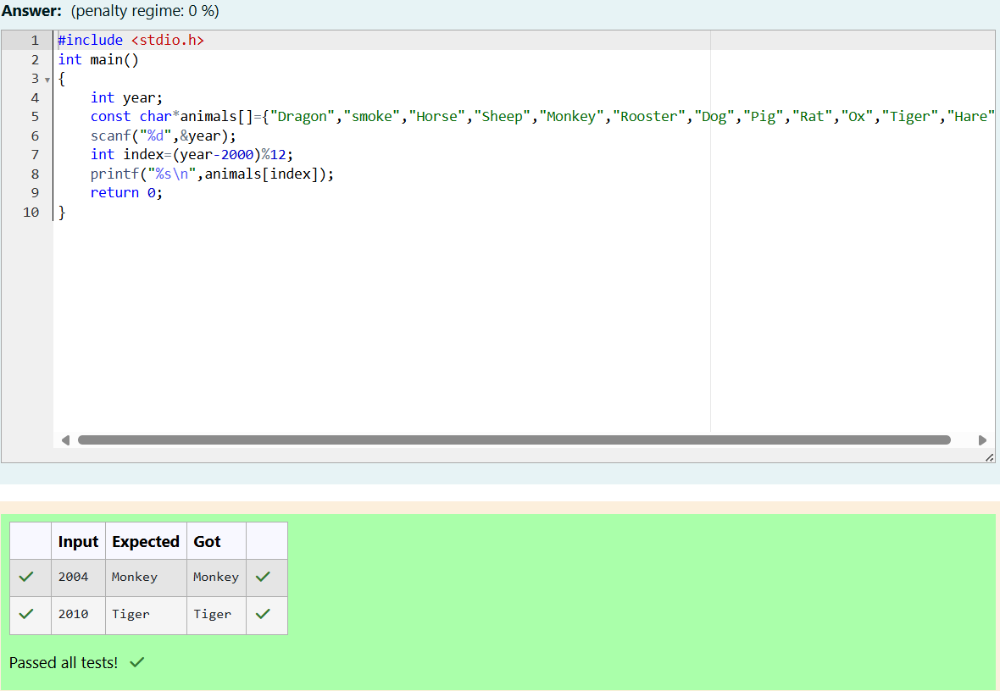 Answer: (penalty regime: 0 %)
1 #include <stdio.h>
2 int main()
3 {
4 int year;
5 const char*animals[]={"Dragon","smoke","Horse","Sheep","Monkey","Rooster","Dog","Pig","Rat","Ox","Tiger","Hare"
6 scanf("%d",&year);
7 int index=(year-2000)%12;
8 printf("%s\n",animals[index]);
9 return 0;
10 }
Input Expected Got
2004 Monkey Monkey
2010 Tiger Tiger
Passed all tests!